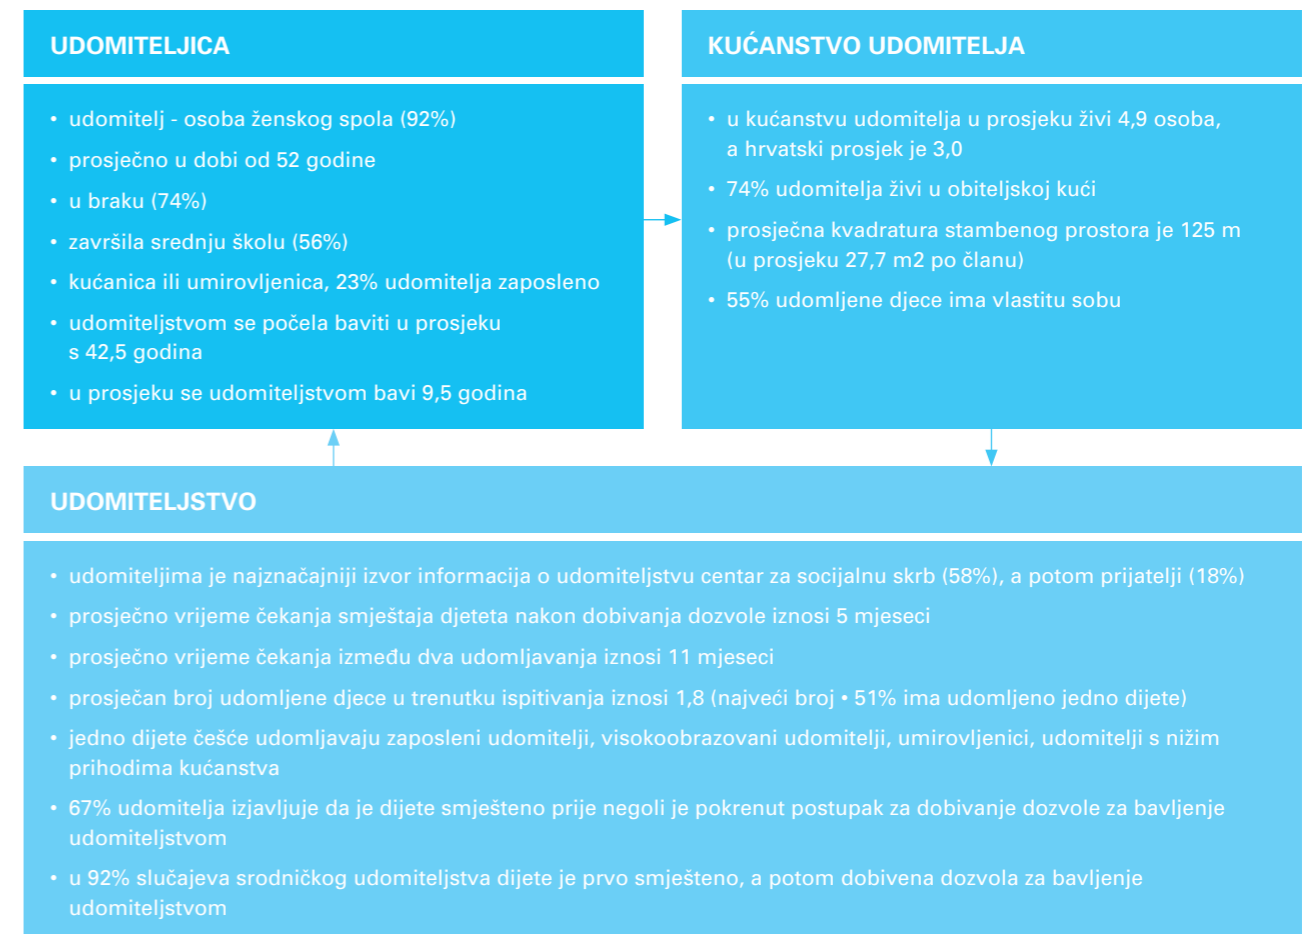 UDOMITELJICA
• udomitelj - osoba ženskog spola (92%)
• prosječno u dobi od 52 godine
• u braku (74%)
• završila srednju školu (56%)
• kućanica ili umirovljenica, 23% udomitelja zaposleno
• udomiteljstvom se počela baviti u prosjeku
s 42,5 godina
• u prosjeku se udomiteljstvom bavi 9,5 godina
KUĆANSTVO UDOMITELJA
• u kućanstvu udomitelja u prosjeku živi 4,9 osoba,
a hrvatski prosjek je 3,0
• 74% udomitelja živi u obiteljskoj kući
• prosječna kvadratura stambenog prostora je 125 m
(u prosjeku 27,7 m2 po članu)
• 55% udomljene djece ima vlastitu sobu
UDOMITELJSTVO
• udomiteljima je najznačajniji izvor informacija o udomiteljstvu centar za socijalnu skrb (58%), a potom prijatelji (18%)
• prosječno vrijeme čekanja smještaja djeteta nakon dobivanja dozvole iznosi 5 mjeseci
• prosječno vrijeme čekanja između dva udomljavanja iznosi 11 mjeseci
• prosječan broj udomljene djece u trenutku ispitivanja iznosi 1,8 (najveći broj • 51% ima udomljeno jedno dijete)
• jedno dijete češće udomljavaju zaposleni udomitelji, visokoobrazovani udomitelji, umirovljenici, udomitelji s nižim
prihodima kućanstva
• 67% udomitelja izjavljuje da je dijete smješteno prije negoli je pokrenut postupak za dobivanje dozvole za bavljenje
udomiteljstvom
• u 92% slučajeva srodničkog udomiteljstva dijete je prvo smješteno, a potom dobivena dozvola za bavljenje
udomiteljstvom